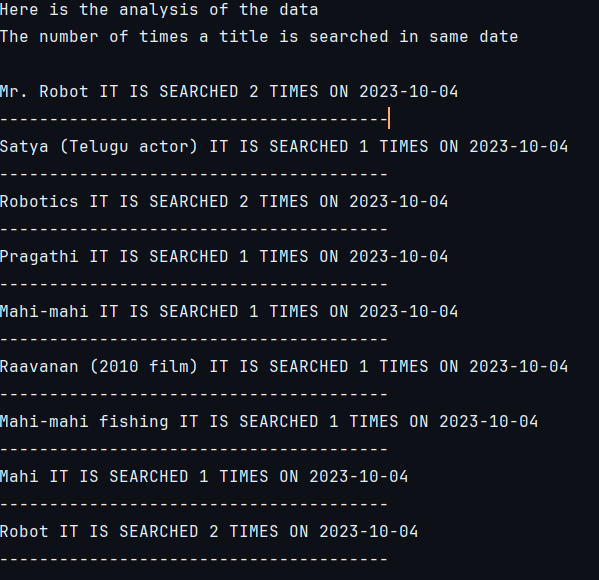 Here is the analysis of the data
The number of times a title is searched in same date
Mr. Robot IT IS SEARCHED 2 TIMES ON 2023-10-04
---------------------------------------
Satya (Telugu actor) IT IS SEARCHED 1 TIMES ON 2023-10-04
---------------------------------------
Robotics IT IS SEARCHED 2 TIMES ON 2023-10-04
---------------------------------------
Pragathi IT IS SEARCHED 1 TIMES ON 2023-10-04
---------------------------------------
Mahi-mahi IT IS SEARCHED 1 TIMES ON 2023-10-04
---------------------------------------
Raavanan (2010 film) IT IS SEARCHED 1 TIMES ON 2023-10-04
---------------------------------------
Mahi-mahi fishing IT IS SEARCHED 1 TIMES ON 2023-10-04
---------------------------------------
Mahi IT IS SEARCHED 1 TIMES ON 2023-10-04
---------------------------------------
Robot IT IS SEARCHED 2 TIMES ON 2023-10-04
---------------------------------------